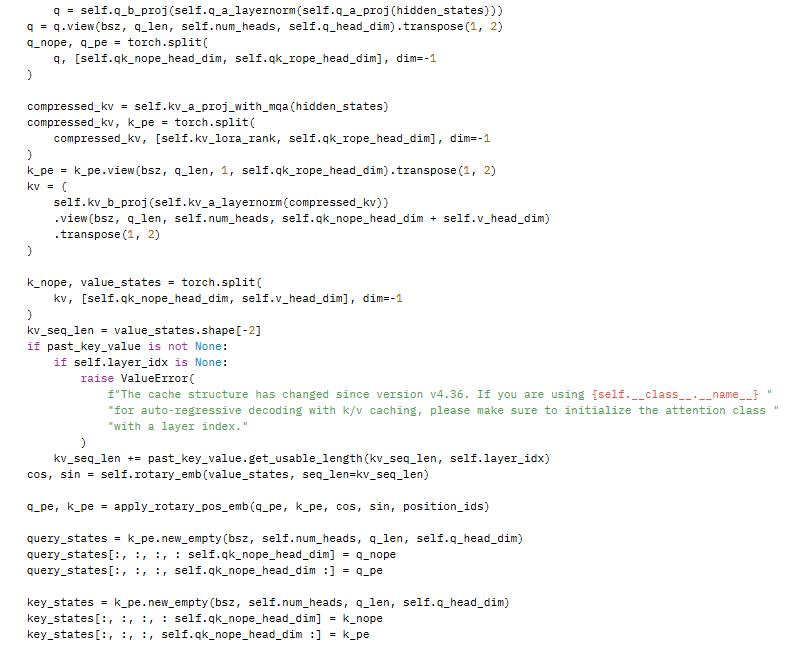 q = self.q_b_proj(self.q_a_layernorm(self.q_a_proj(hidden_states)))
q = q.view(bsz, q_len, self.num_heads, self.q_head_dim).transpose(1, 2)
q_nope, q_pe = torch.split(
q, [self.qk_nope_head_dim, self.qk_rope_head_dim], dim=-1
)
compressed_kv = self.kv_a_proj_with_mqa(hidden_states)
compressed_kv, k_pe = torch.split(
compressed_kv, [self.kv_lora_rank, self.qk_rope_head_dim], dim=-1
)
k_pe = k_pe.view(bsz, q_len, 1, self.qk_rope_head_dim).transpose(1, 2)
kv = (
self.kv_b_proj(self.kv_a_layernorm(compressed_kv))
.view(bsz, q_len, self.num_heads, self.qk_nope_head_dim + self.v_head_dim)
.transpose(1, 2)
)
k_nope, value_states = torch.split(
kv, [self.qk_nope_head_dim, self.v_head_dim], dim=-1
)
kv_seq_len = value_states.shape[-2]
if past_key_value is not None:
if self.layer_idx is None:
raise ValueError(
f"The cache structure has changed since version v4.36. If you are using {self.__class__.__name__} "
"for auto-regressive decoding with k/v caching, please make sure to initialize the attention class "
"with a layer index."
)
kv_seq_len += past_key_value.get_usable_length(kv_seq_len, self.layer_idx)
cos, sin = self.rotary_emb(value_states, seq_len=kv_seq_len)
q_pe, k_pe = apply_rotary_pos_emb(q_pe, k_pe, cos, sin, position_ids)
query_states = k_pe.new_empty(bsz, self.num_heads, q_len, self.q_head_dim)
query_states[:, :, :, : self.qk_nope_head_dim] = q_nope
query_states[:, :, :, self.qk_nope_head_dim :] = q_pe
key_states = k_pe.new_empty(bsz, self.num_heads, q_len, self.q_head_dim)
key_states[:, :, :, : self.qk_nope_head_dim] = k_nope
key_states[:, :, :, self.qk_nope_head_dim :] = k_pe